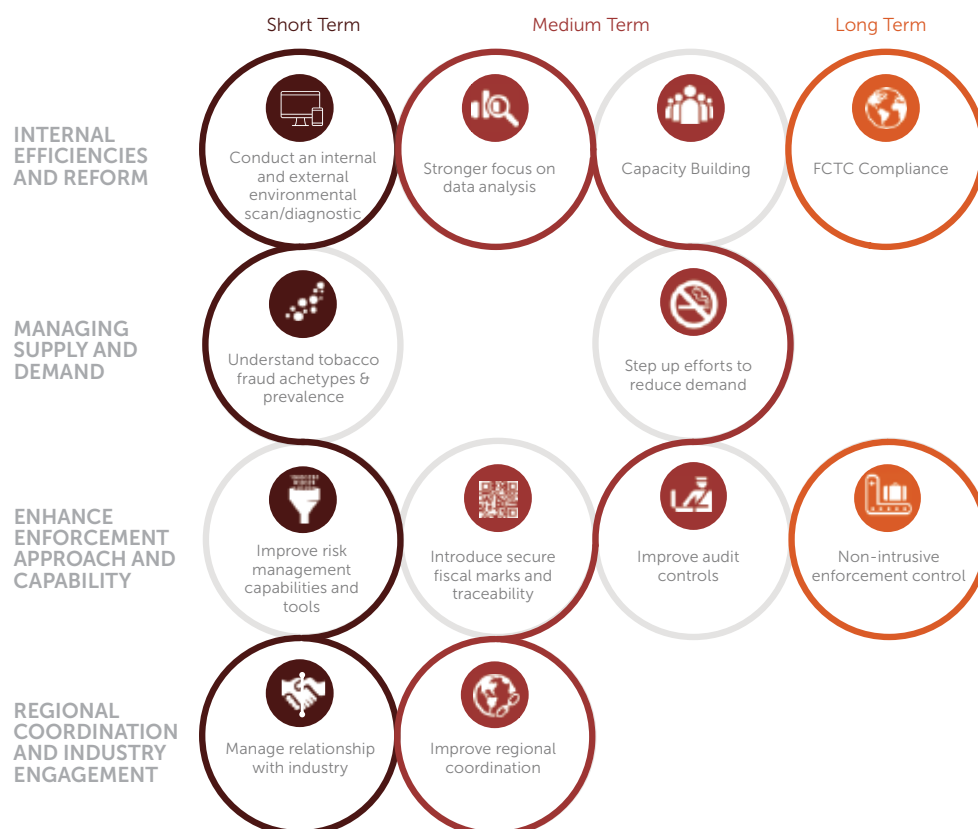 Short Term
Medium Term
Long Term
INTERNAL
EFFICIENCIES
AND REFORM
Conduct an internal
and external
environmental
scan/diagnostic
Stronger focus on
data analysis
Capacity Building
FCTC Compliance
MANAGING
SUPPLY AND
DEMAND
Understand tobacco
fraud achetypes &
prevalence
Step up efforts to
reduce demand
ENHANCE
ENFORCEMENT
APPROACH AND
CAPABILITY
Improve risk
management
capabilities and
tools
Introduce secure
fiscal marks and
traceability
Improve audit
controls
Non-intrusive
enforcement control
REGIONAL
COORDINATION
AND INDUSTRY
ENGAGEMENT
Manage relationship
with industry
Improve regional
coordination